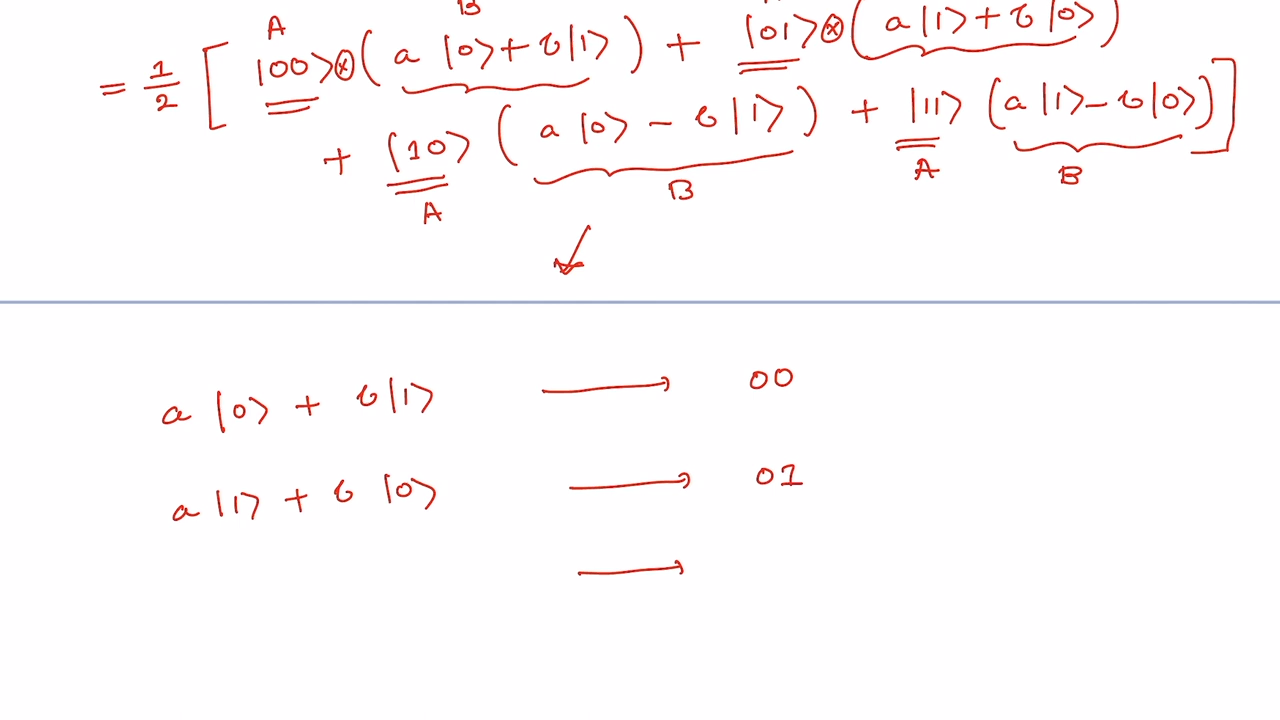 A B
= 1/2 [ |00⟩⊗( a |0⟩ + b|1⟩ ) + |01⟩⊗( a|1⟩ + b|0⟩ )
+ |10⟩ ( a |0⟩ − b|1⟩ ) + |11⟩ ( a|1⟩ − b|0⟩ ) ]
A B A B
a |0⟩ + b|1⟩ ⟶ 00
a|1⟩ + b |0⟩ ⟶ 01
⟶